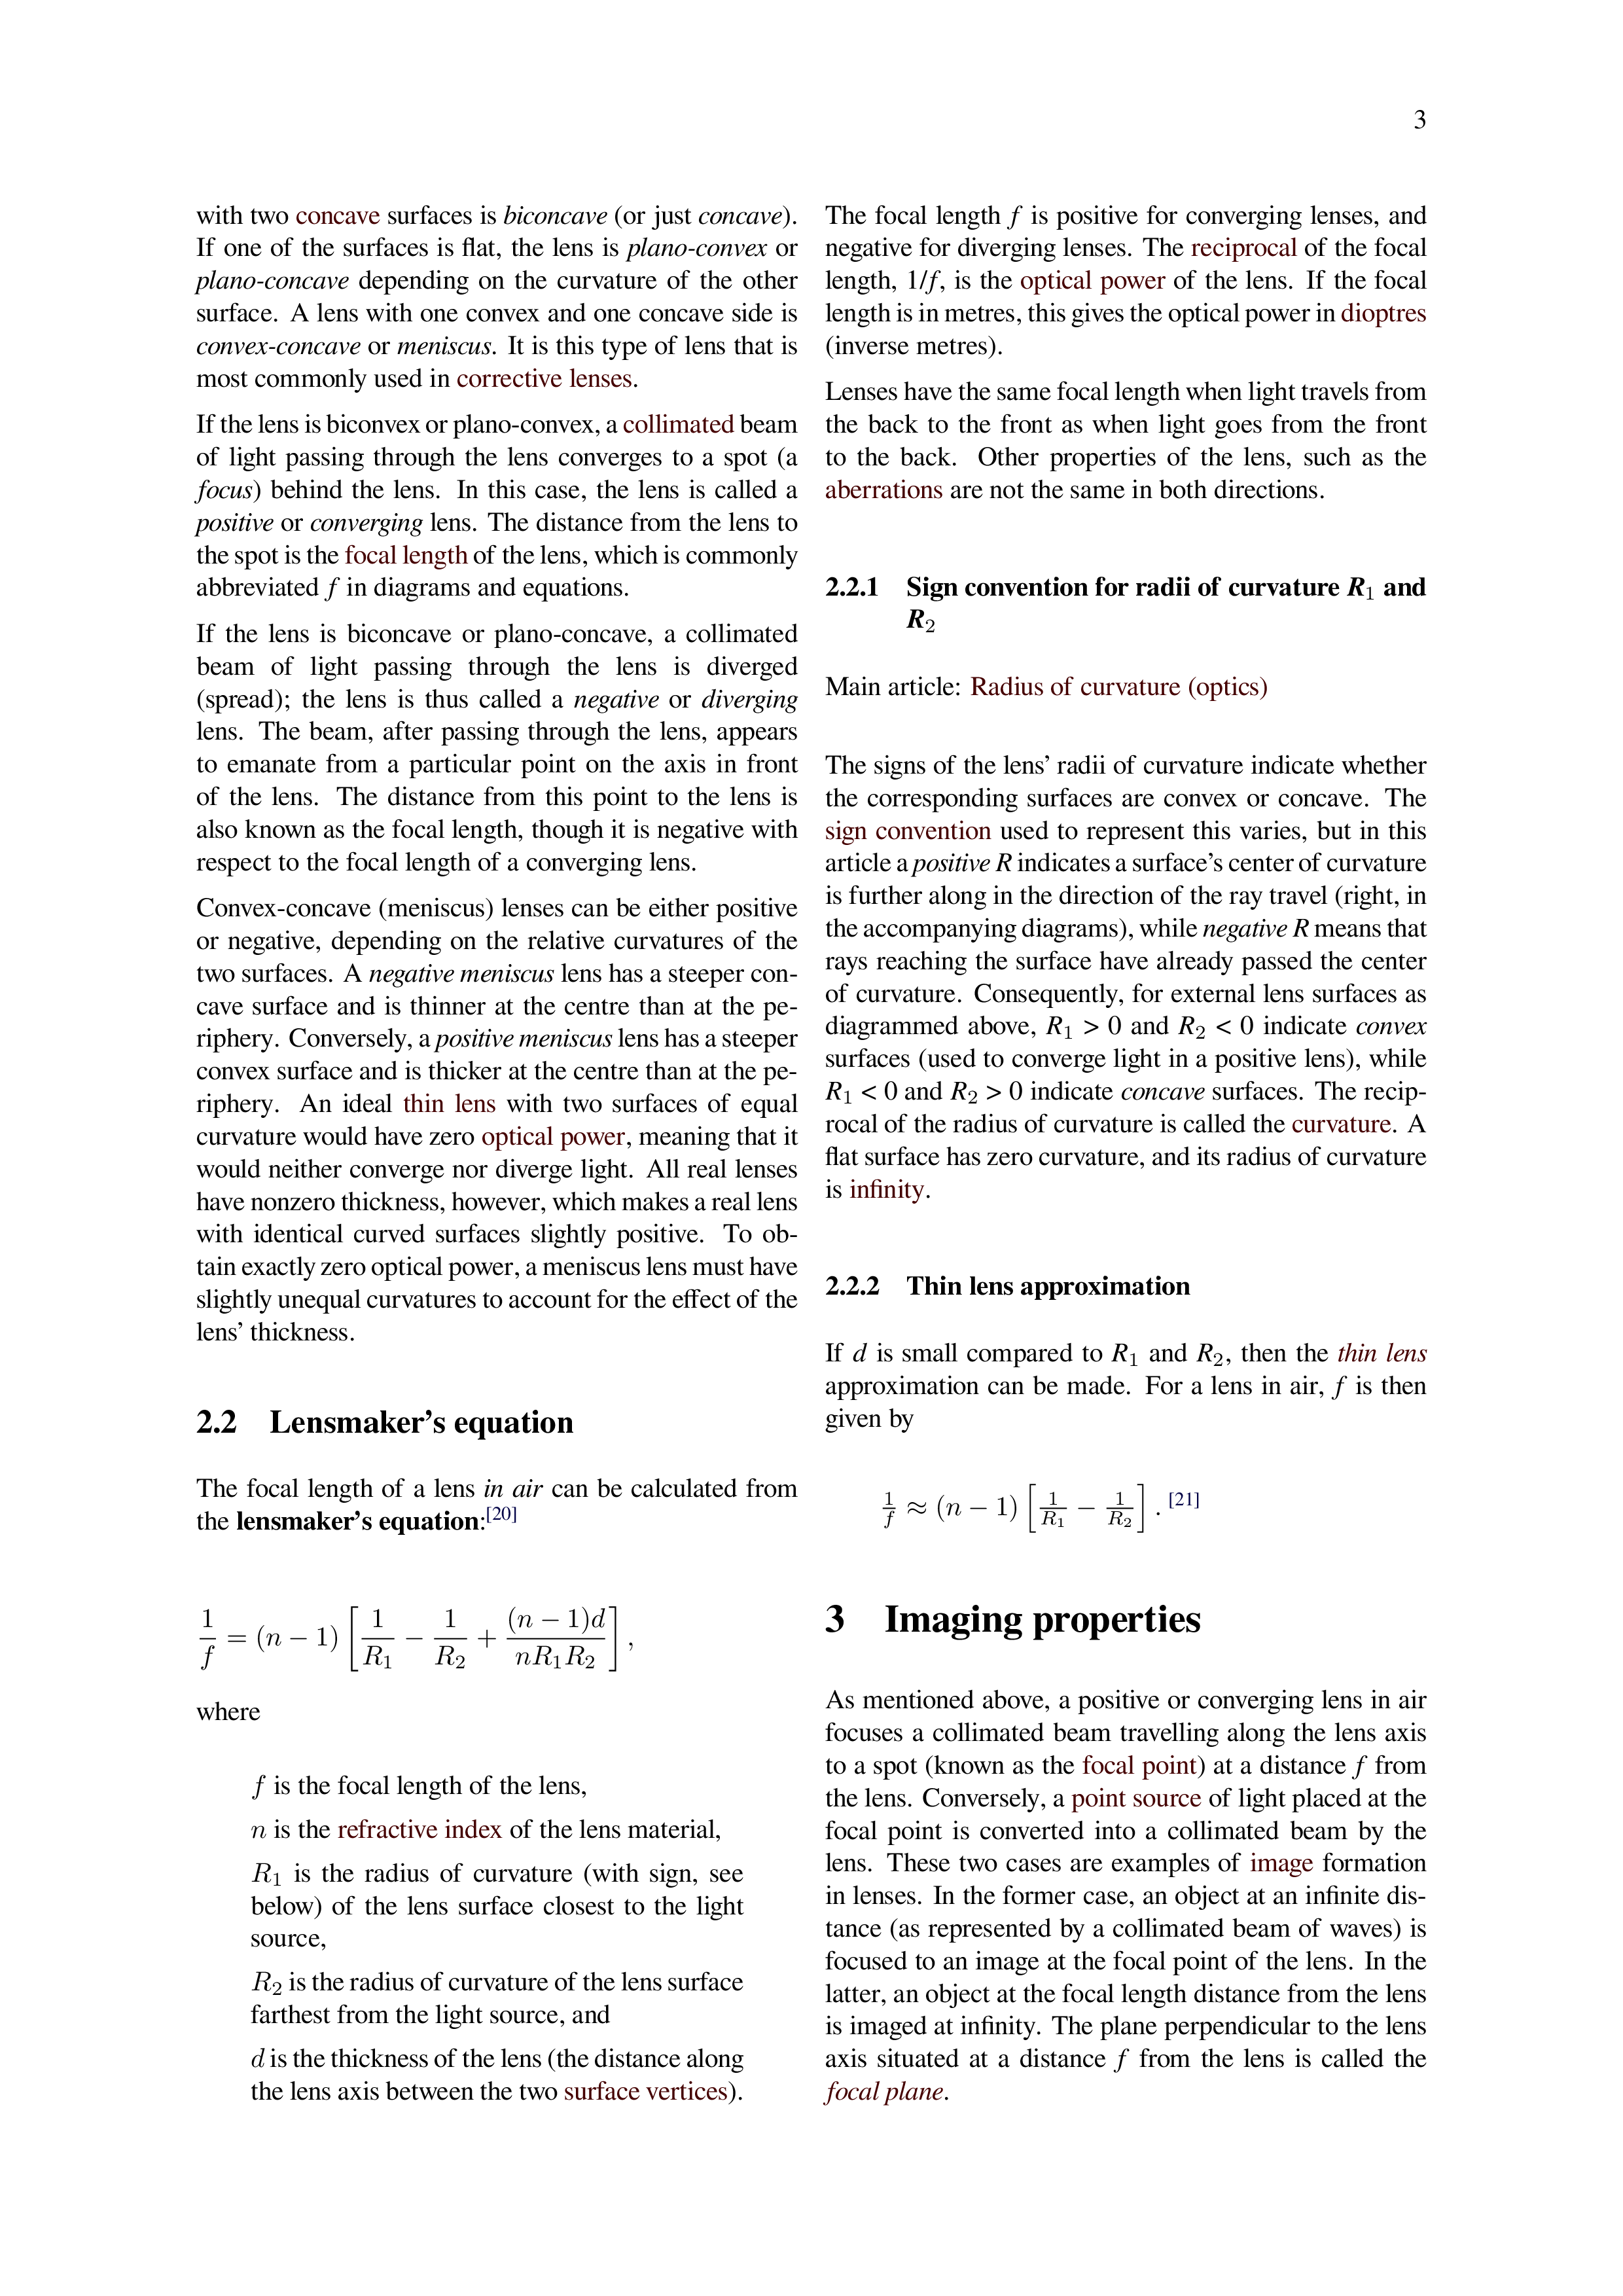 3
with two concave surfaces is biconcave (or just concave).
If one of the surfaces is flat, the lens is plano-convex or
plano-concave depending on the curvature of the other
surface. A lens with one convex and one concave side is
convex-concave or meniscus. It is this type of lens that is
most commonly used in corrective lenses.
If the lens is biconvex or plano-convex, a collimated beam
of light passing through the lens converges to a spot (a
focus) behind the lens. In this case, the lens is called a
positive or converging lens. The distance from the lens to
the spot is the focal length of the lens, which is commonly
abbreviated f in diagrams and equations.
If the lens is biconcave or plano-concave, a collimated
beam of light passing through the lens is diverged
(spread); the lens is thus called a negative or diverging
lens. The beam, after passing through the lens, appears
to emanate from a particular point on the axis in front
of the lens. The distance from this point to the lens is
also known as the focal length, though it is negative with
respect to the focal length of a converging lens.
Convex-concave (meniscus) lenses can be either positive
or negative, depending on the relative curvatures of the
two surfaces. A negative meniscus lens has a steeper con-
cave surface and is thinner at the centre than at the pe-
riphery. Conversely, a positive meniscus lens has a steeper
convex surface and is thicker at the centre than at the pe-
riphery. An ideal thin lens with two surfaces of equal
curvature would have zero optical power, meaning that it
would neither converge nor diverge light. All real lenses
have nonzero thickness, however, which makes a real lens
with identical curved surfaces slightly positive. To ob-
tain exactly zero optical power, a meniscus lens must have
slightly unequal curvatures to account for the effect of the
lens’ thickness.
2.2 Lensmaker’s equation
The focal length of a lens in air can be calculated from
the lensmaker’s equation:[20]
1/f = (n − 1) [1/R₁ − 1/R₂ + (n − 1)d/nR₁R₂],
where
f is the focal length of the lens,
n is the refractive index of the lens material,
R₁ is the radius of curvature (with sign, see
below) of the lens surface closest to the light
source,
R₂ is the radius of curvature of the lens surface
farthest from the light source, and
d is the thickness of the lens (the distance along
the lens axis between the two surface vertices).
The focal length f is positive for converging lenses, and
negative for diverging lenses. The reciprocal of the focal
length, 1/f, is the optical power of the lens. If the focal
length is in metres, this gives the optical power in dioptres
(inverse metres).
Lenses have the same focal length when light travels from
the back to the front as when light goes from the front
to the back. Other properties of the lens, such as the
aberrations are not the same in both directions.
2.2.1 Sign convention for radii of curvature R₁ and
R₂
Main article: Radius of curvature (optics)
The signs of the lens’ radii of curvature indicate whether
the corresponding surfaces are convex or concave. The
sign convention used to represent this varies, but in this
article a positive R indicates a surface’s center of curvature
is further along in the direction of the ray travel (right, in
the accompanying diagrams), while negative R means that
rays reaching the surface have already passed the center
of curvature. Consequently, for external lens surfaces as
diagrammed above, R₁ > 0 and R₂ < 0 indicate convex
surfaces (used to converge light in a positive lens), while
R₁ < 0 and R₂ > 0 indicate concave surfaces. The recip-
rocal of the radius of curvature is called the curvature. A
flat surface has zero curvature, and its radius of curvature
is infinity.
2.2.2 Thin lens approximation
If d is small compared to R₁ and R₂, then the thin lens
approximation can be made. For a lens in air, f is then
given by
1/f ≈ (n − 1) [1/R₁ − 1/R₂] . [21]
3 Imaging properties
As mentioned above, a positive or converging lens in air
focuses a collimated beam travelling along the lens axis
to a spot (known as the focal point) at a distance f from
the lens. Conversely, a point source of light placed at the
focal point is converted into a collimated beam by the
lens. These two cases are examples of image formation
in lenses. In the former case, an object at an infinite dis-
tance (as represented by a collimated beam of waves) is
focused to an image at the focal point of the lens. In the
latter, an object at the focal length distance from the lens
is imaged at infinity. The plane perpendicular to the lens
axis situated at a distance f from the lens is called the
focal plane.